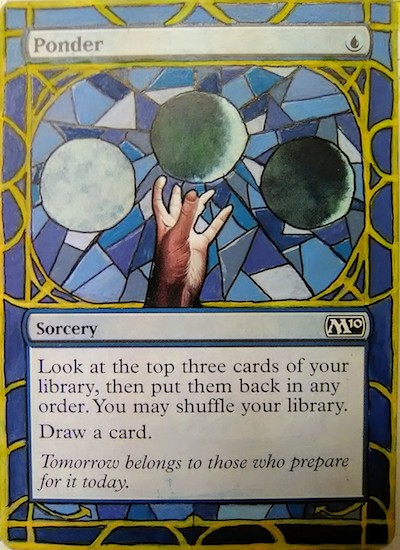 Ponder
Sorcery
M10
Look at the top three cards of your
library, then put them back in any
order. You may shuffle your library.
Draw a card.
Tomorrow belongs to those who prepare
for it today.